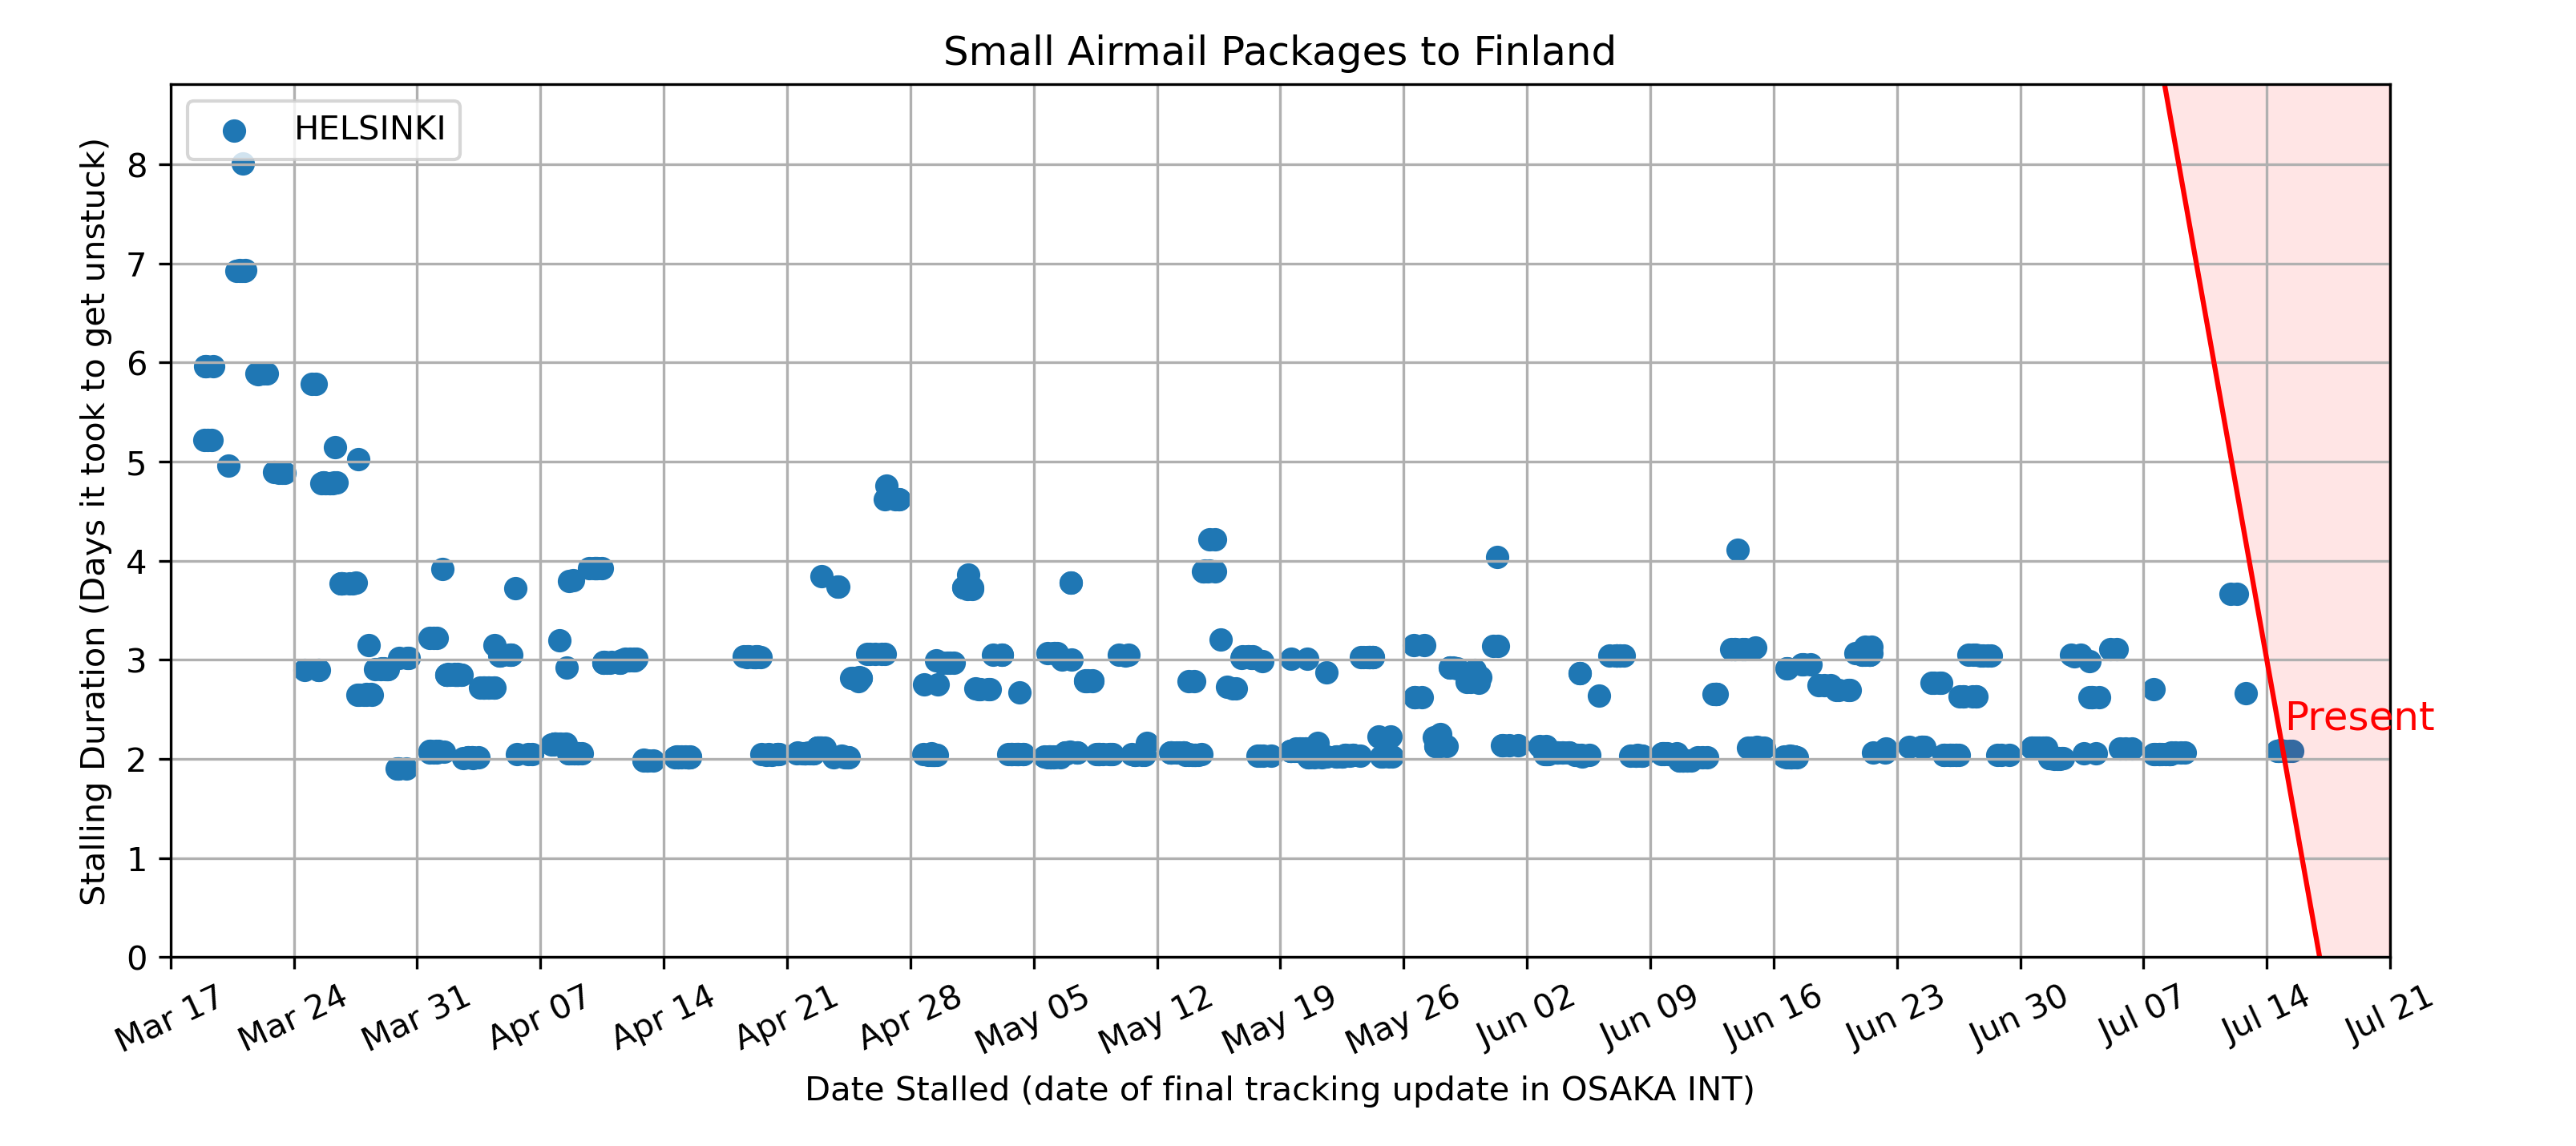 Small Airmail Packages to Finland
HELSINKI
Stalling Duration (Days it took to get unstuck)
8
7
6
5
4
3
2
1
0
Present
Mar 17
Mar 24
Mar 31
Apr 07
Apr 14
Apr 21
Apr 28
May 05
May 12
May 19
May 26
Jun 02
Jun 09
Jun 16
Jun 23
Jun 30
Jul 07
Jul 14
Jul 21
Date Stalled (date of final tracking update in OSAKA INT)